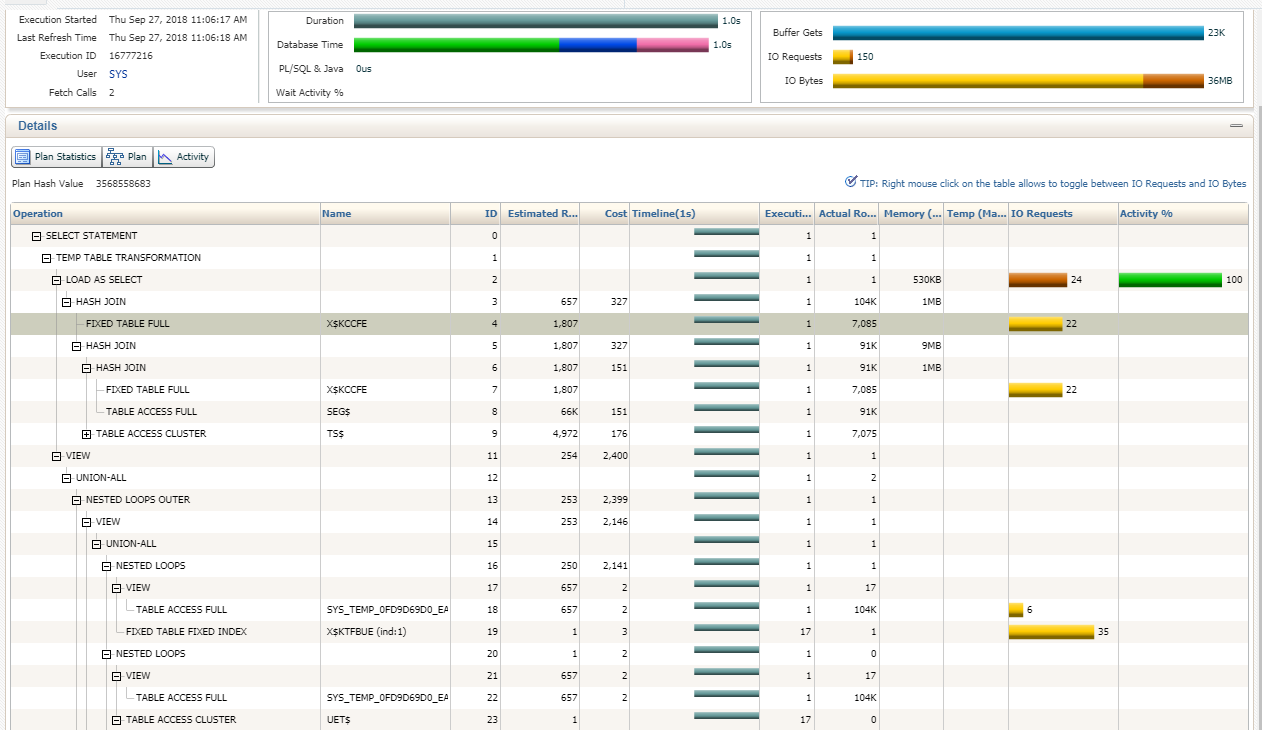 Execution Started Thu Sep 27, 2018 11:06:17 AM
Last Refresh Time Thu Sep 27, 2018 11:06:18 AM
Execution ID 16777216
User SYS
Fetch Calls 2
Duration 1.0s
Database Time 1.0s
PL/SQL & Java 0us
Wait Activity %
Buffer Gets 23K
IO Requests 150
IO Bytes 36MB
Details
Plan Statistics Plan Activity
Plan Hash Value 3568558683
TIP: Right mouse click on the table allows to toggle between IO Requests and IO Bytes
Operation Name ID Estimated R... Cost Timeline(1s) Executi... Actual Ro... Memory (... Temp (Ma... IO Requests Activity %
SELECT STATEMENT 0 1 1
TEMP TABLE TRANSFORMATION 1 1 1
LOAD AS SELECT 2 1 1 530KB 24 100
HASH JOIN 3 657 327 1 104K 1MB
FIXED TABLE FULL X$KCCFE 4 1,807 1 7,085 22
HASH JOIN 5 1,807 327 1 91K 9MB
HASH JOIN 6 1,807 151 1 91K 1MB
FIXED TABLE FULL X$KCCFE 7 1,807 1 7,085 22
TABLE ACCESS FULL SEG$ 8 66K 151 1 91K
TABLE ACCESS CLUSTER TS$ 9 4,972 176 1 7,075
VIEW 11 254 2,400 1 1
UNION-ALL 12 1 2
NESTED LOOPS OUTER 13 253 2,399 1 1
VIEW 14 253 2,146 1 1
UNION-ALL 15 1 1
NESTED LOOPS 16 250 2,141 1 1
VIEW 17 657 2 1 17
TABLE ACCESS FULL SYS_TEMP_0FD9D69D0_EA 18 657 2 1 104K 6
FIXED TABLE FIXED INDEX X$KTFBUE (ind:1) 19 1 3 17 1 35
NESTED LOOPS 20 1 2 1 0
VIEW 21 657 2 1 17
TABLE ACCESS FULL SYS_TEMP_0FD9D69D0_EA 22 657 2 1 104K
TABLE ACCESS CLUSTER UET$ 23 1 17 0